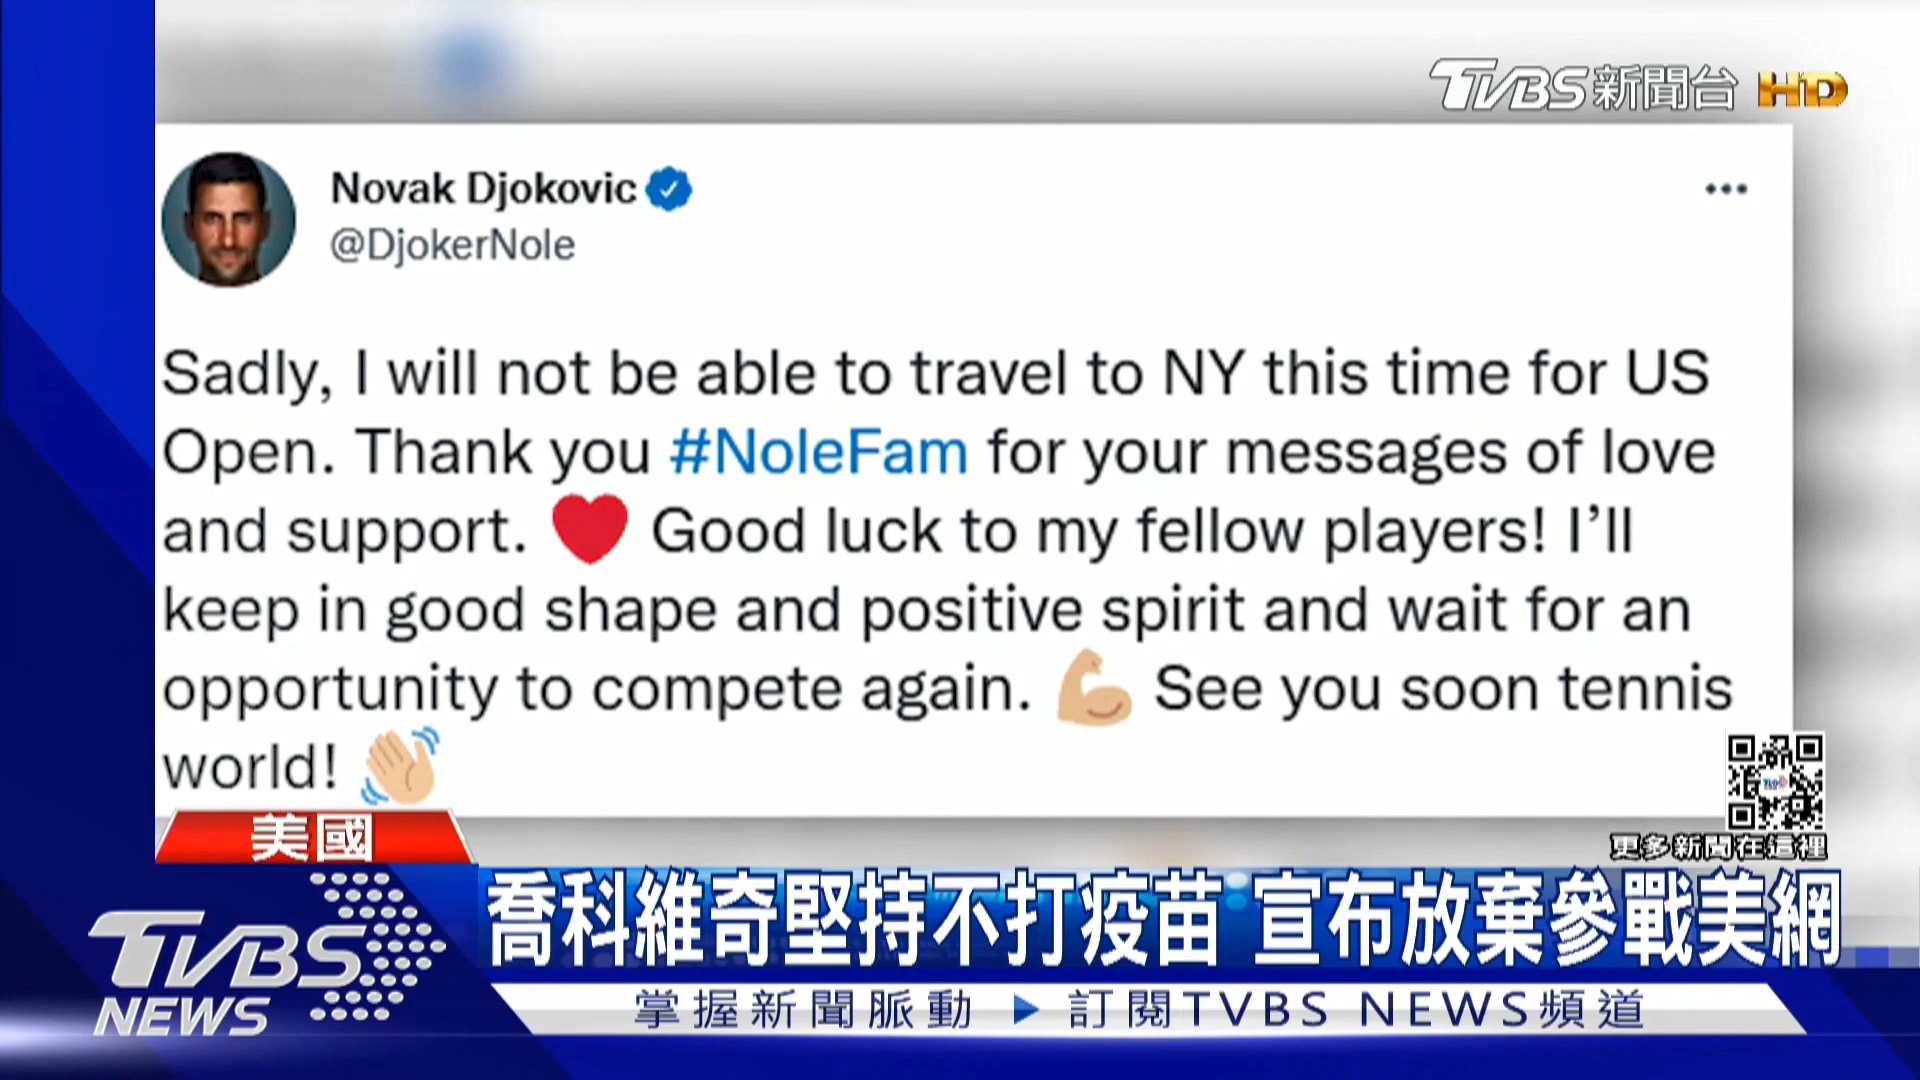 TVBS新聞台 HD
Novak Djokovic
@DjokerNole
Sadly, I will not be able to travel to NY this time for US
Open. Thank you #NoleFam for your messages of love
and support. ❤️ Good luck to my fellow players! I’ll
keep in good shape and positive spirit and wait for an
opportunity to compete again. 💪🏼 See you soon tennis
world! 👋🏼
更多新聞在這裡
美國
喬科維奇堅持不打疫苗 宣布放棄參戰美網
TVBS
NEWS
掌握新聞脈動 ▶ 訂閱TVBS NEWS頻道